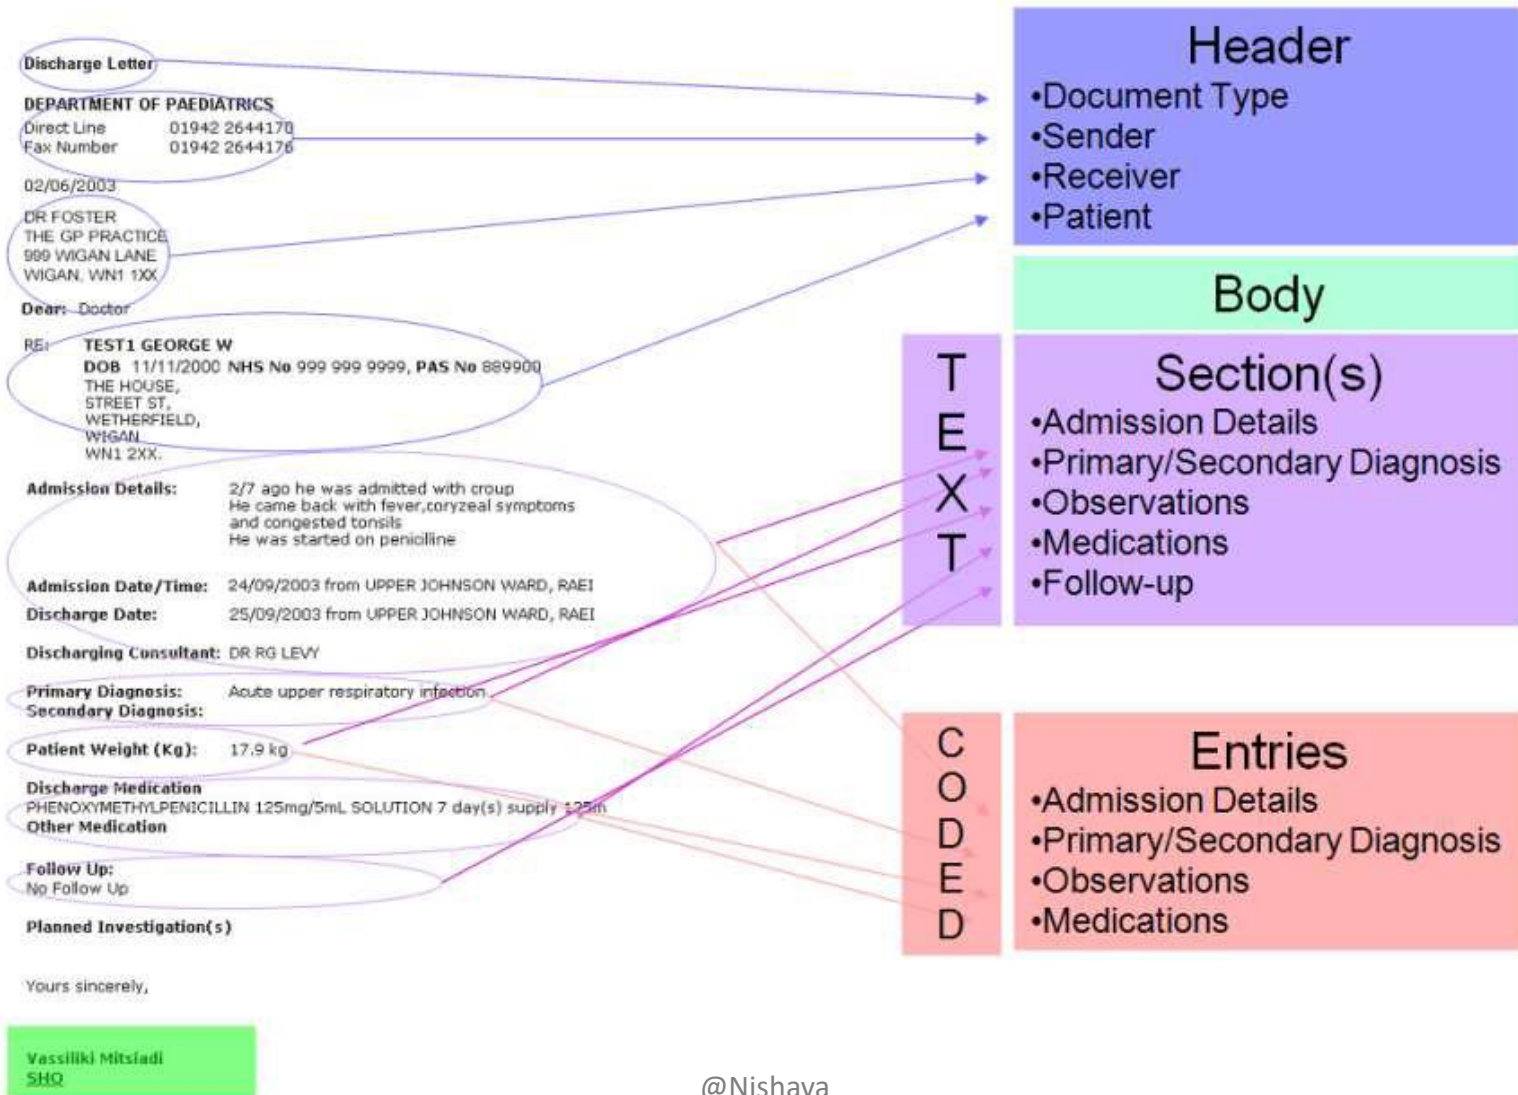 Discharge Letter
DEPARTMENT OF PAEDIATRICS
Direct Line 01942 2644170
Fax Number 01942 2644176
02/06/2003
DR FOSTER
THE GP PRACTICE
999 WIGAN LANE
WIGAN, WN1 1XX
Dear: Doctor
RE: TEST1 GEORGE W
DOB 11/11/2000 NHS No 999 999 9999, PAS No 889900
THE HOUSE,
STREET ST,
WETHERFIELD,
WIGAN
WN1 2XX.
Admission Details: 2/7 ago he was admitted with croup
He came back with fever,coryzeal symptoms
and congested tonsils
He was started on penicilline
Admission Date/Time: 24/09/2003 from UPPER JOHNSON WARD, RAEI
Discharge Date: 25/09/2003 from UPPER JOHNSON WARD, RAEI
Discharging Consultant: DR RG LEVY
Primary Diagnosis: Acute upper respiratory infection
Secondary Diagnosis:
Patient Weight (Kg): 17.9 kg
Discharge Medication
PHENOXYMETHYLPENICILLIN 125mg/5mL SOLUTION 7 day(s) supply 125m
Other Medication
Follow Up:
No Follow Up
Planned Investigation(s)
Yours sincerely,
Vassiliki Mitsiadi
SHO
Header
•Document Type
•Sender
•Receiver
•Patient
Body
TEXT
Section(s)
•Admission Details
•Primary/Secondary Diagnosis
•Observations
•Medications
•Follow-up
CODED
Entries
•Admission Details
•Primary/Secondary Diagnosis
•Observations
•Medications
@Nishava